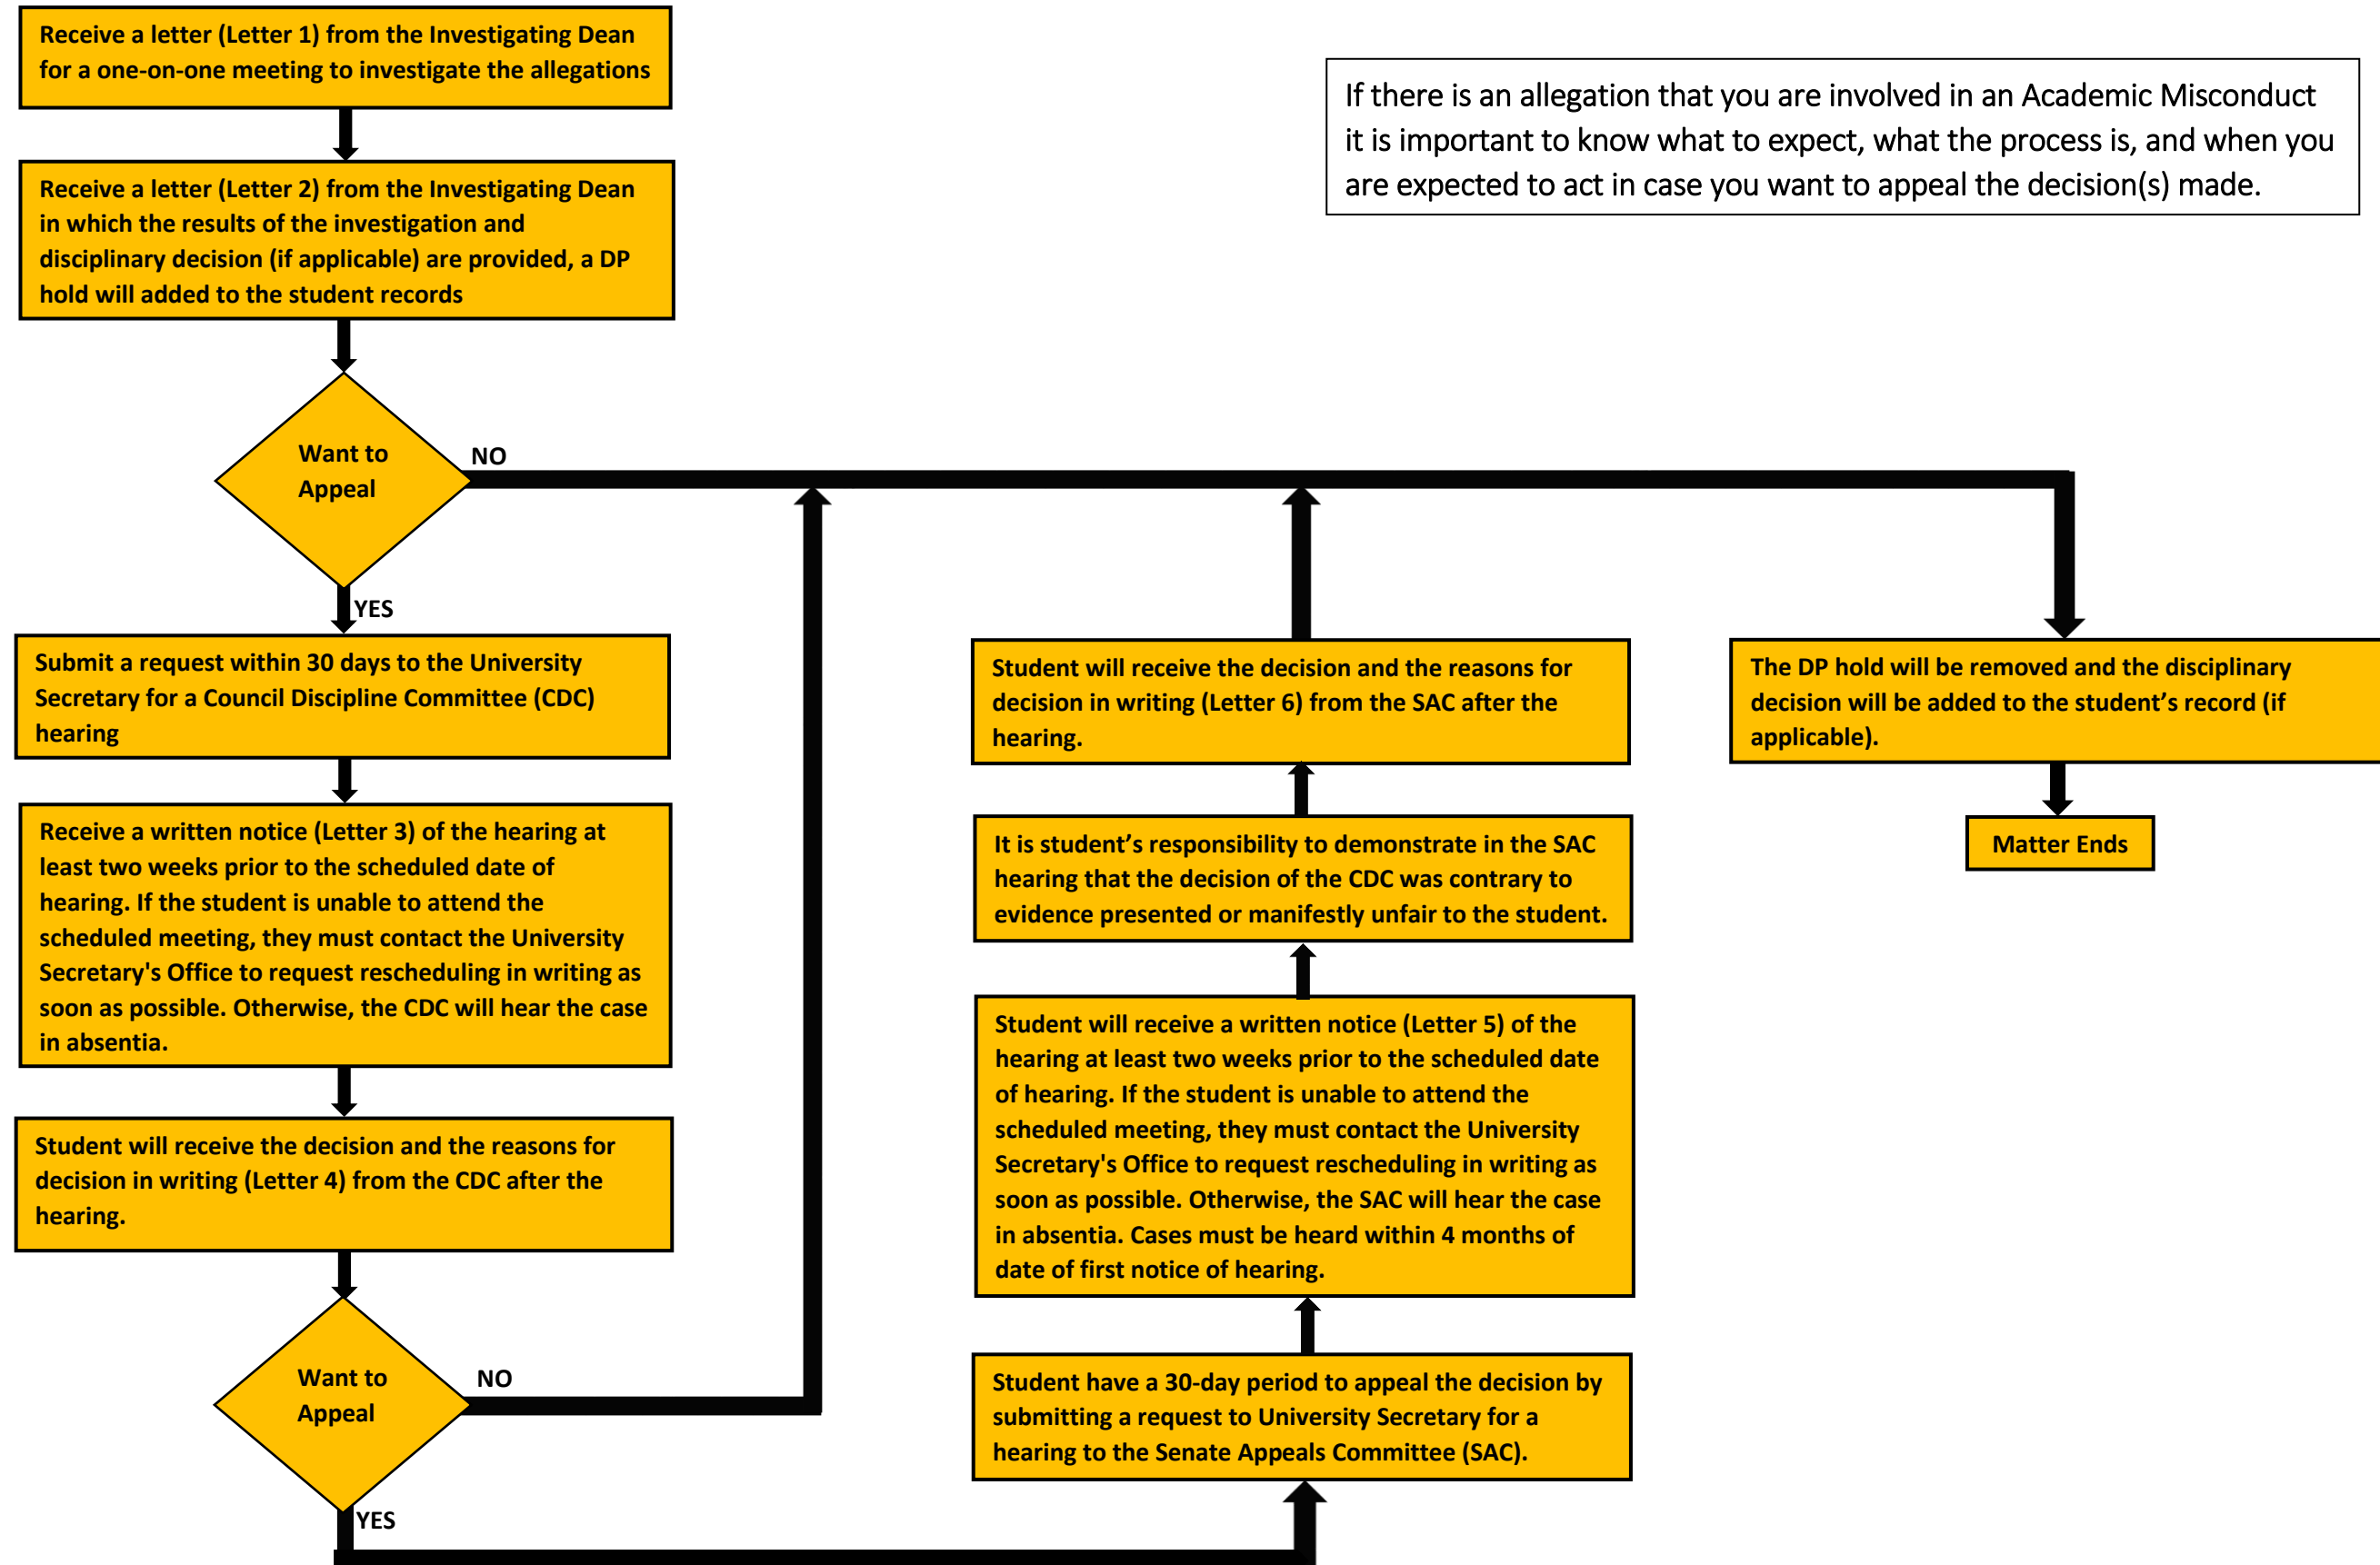 Receive a letter (Letter 1) from the Investigating Dean
for a one-on-one meeting to investigate the allegations
If there is an allegation that you are involved in an Academic Misconduct
it is important to know what to expect, what the process is, and when you
are expected to act in case you want to appeal the decision(s) made.
Receive a letter (Letter 2) from the Investigating Dean
in which the results of the investigation and
disciplinary decision (if applicable) are provided, a DP
hold will added to the student records
Want to
Appeal
NO
YES
Submit a request within 30 days to the University
Secretary for a Council Discipline Committee (CDC)
hearing
Receive a written notice (Letter 3) of the hearing at
least two weeks prior to the scheduled date of
hearing. If the student is unable to attend the
scheduled meeting, they must contact the University
Secretary's Office to request rescheduling in writing as
soon as possible. Otherwise, the CDC will hear the case
in absentia.
Student will receive the decision and the reasons for
decision in writing (Letter 4) from the CDC after the
hearing.
Want to
Appeal
NO
YES
Student have a 30-day period to appeal the decision by
submitting a request to University Secretary for a
hearing to the Senate Appeals Committee (SAC).
Student will receive a written notice (Letter 5) of the
hearing at least two weeks prior to the scheduled date
of hearing. If the student is unable to attend the
scheduled meeting, they must contact the University
Secretary's Office to request rescheduling in writing as
soon as possible. Otherwise, the SAC will hear the case
in absentia. Cases must be heard within 4 months of
date of first notice of hearing.
It is student’s responsibility to demonstrate in the SAC
hearing that the decision of the CDC was contrary to
evidence presented or manifestly unfair to the student.
Student will receive the decision and the reasons for
decision in writing (Letter 6) from the SAC after the
hearing.
The DP hold will be removed and the disciplinary
decision will be added to the student’s record (if
applicable).
Matter Ends